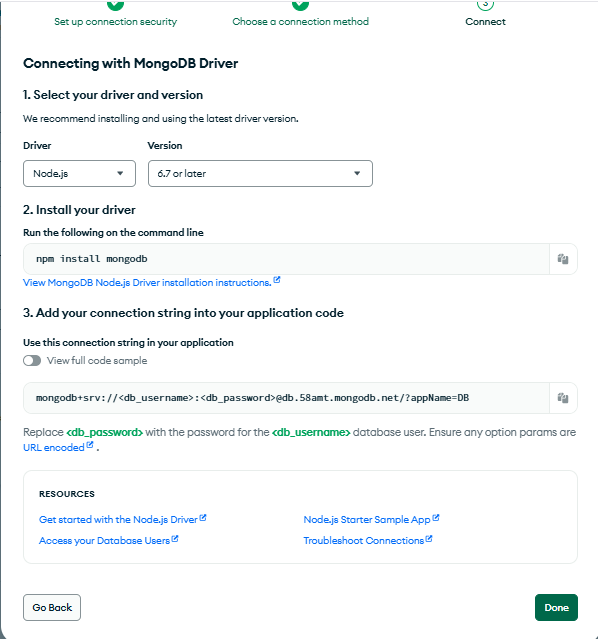 Set up connection security
Choose a connection method
3
Connect
Connecting with MongoDB Driver
1. Select your driver and version
We recommend installing and using the latest driver version.
Driver
Version
Node.js
6.7 or later
2. Install your driver
Run the following on the command line
npm install mongodb
View MongoDB Node.js Driver installation instructions.
3. Add your connection string into your application code
Use this connection string in your application
View full code sample
mongodb+srv://<db_username>:<db_password>@db.58amt.mongodb.net/?appName=DB
Replace <db_password> with the password for the <db_username> database user. Ensure any option params are
URL encoded .
RESOURCES
Get started with the Node.js Driver
Node.js Starter Sample App
Access your Database Users
Troubleshoot Connections
Go Back
Done